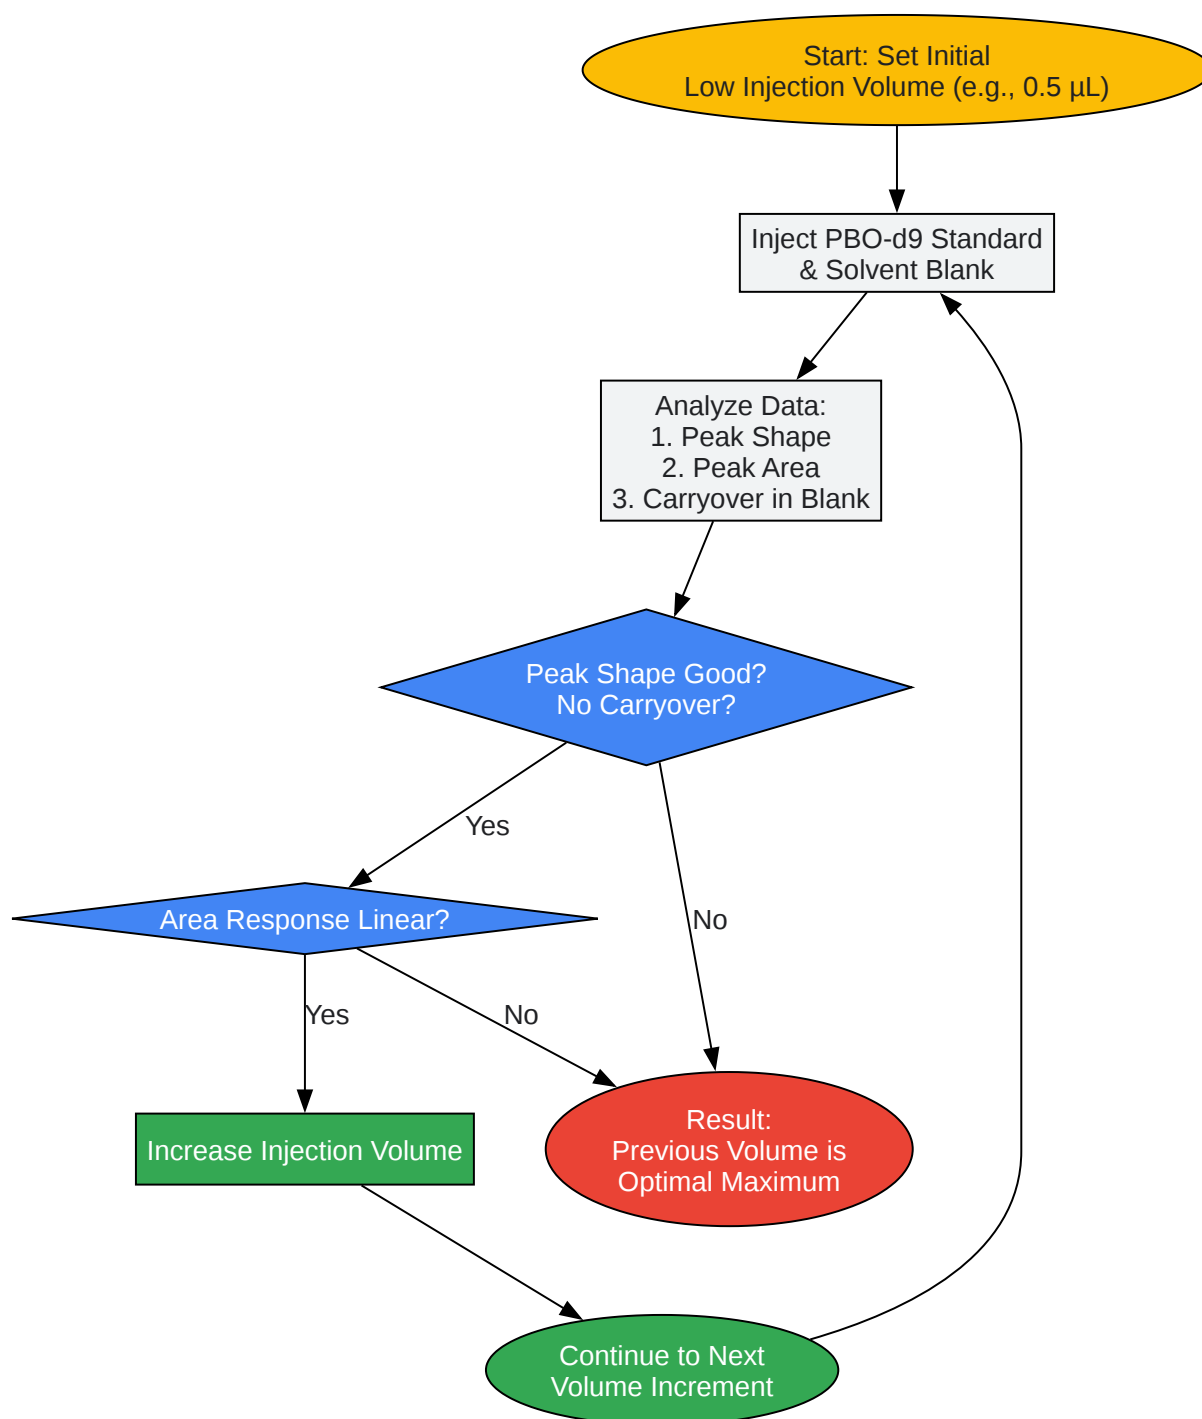 Start: Set Initial
Low Injection Volume (e.g., 0.5 µL)
Inject PBO-d9 Standard
& Solvent Blank
Analyze Data:
1. Peak Shape
2. Peak Area
3. Carryover in Blank
Peak Shape Good?
No Carryover?
Yes
No
Area Response Linear?
Yes
No
Increase Injection Volume
Result:
Previous Volume is
Optimal Maximum
Continue to Next
Volume Increment